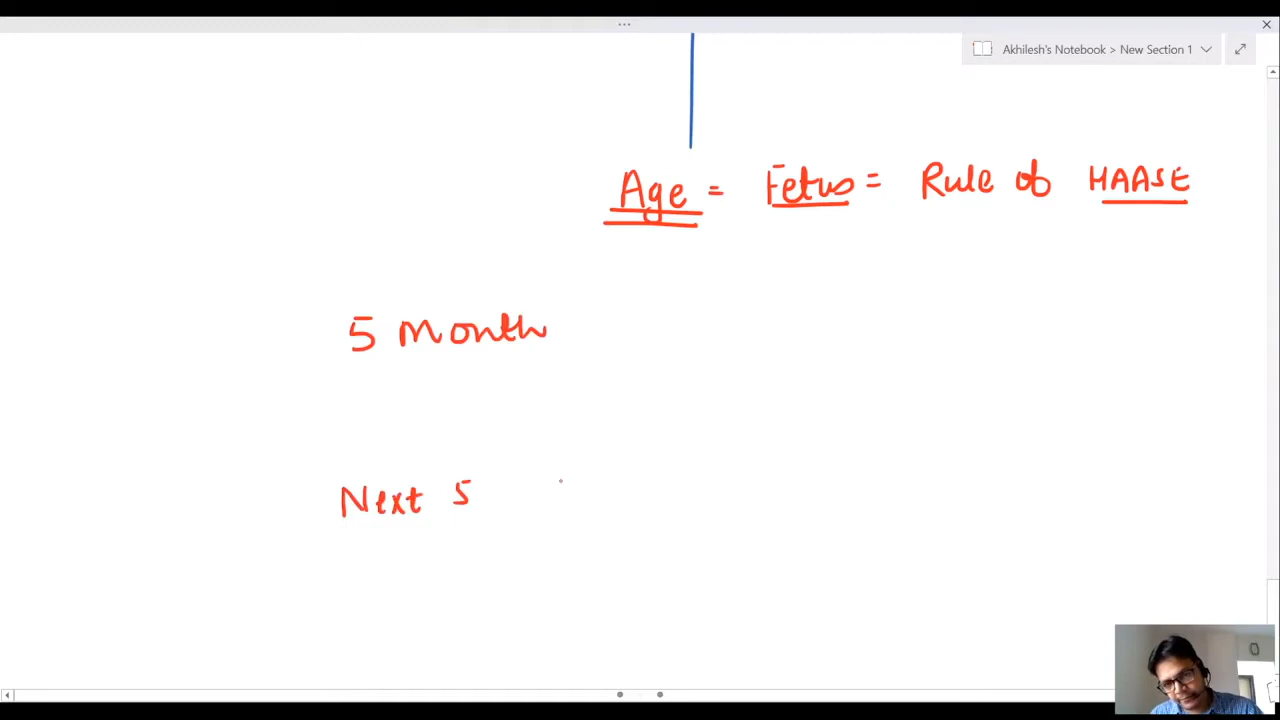 Akhilesh's Notebook > New Section 1
Age = Fetus = Rule of HAASE
5 Month
Next 5